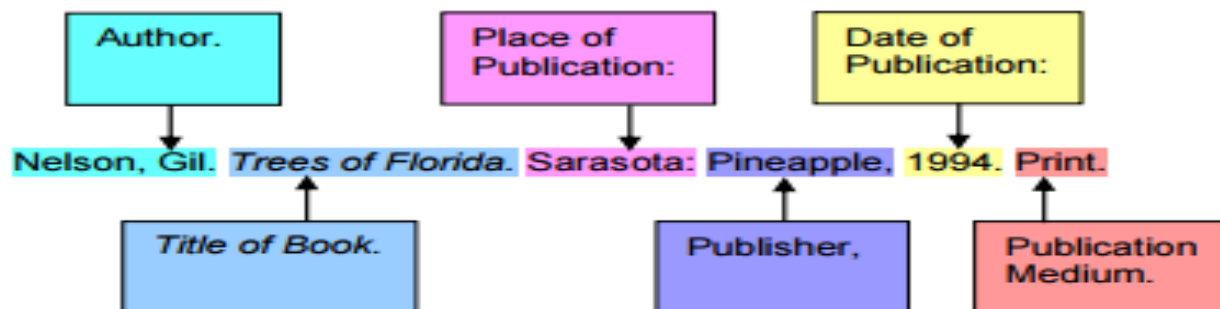 Author.
Place of
Publication:
Date of
Publication:
Nelson, Gil. Trees of Florida. Sarasota: Pineapple, 1994. Print.
Title of Book.
Publisher,
Publication
Medium.